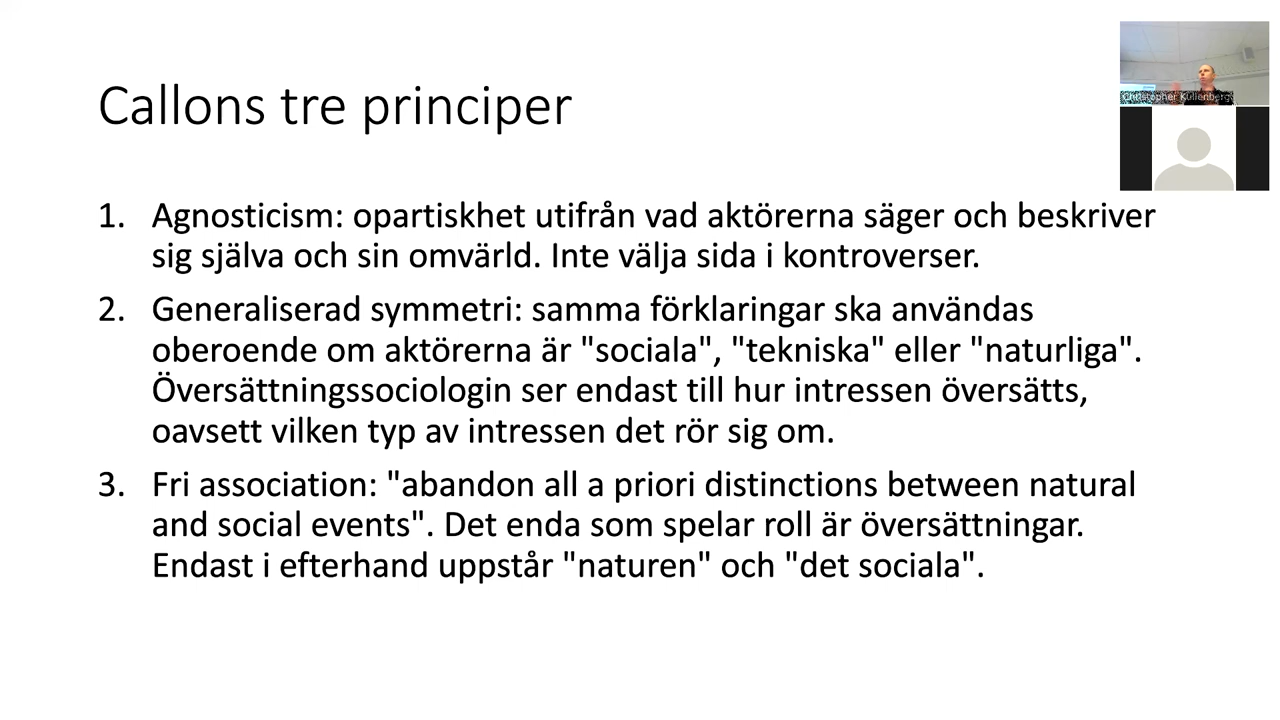 Callons tre principer
Christopher Kullenberg
1. Agnosticism: opartiskhet utifrån vad aktörerna säger och beskriver
sig själva och sin omvärld. Inte välja sida i kontroverser.
2. Generaliserad symmetri: samma förklaringar ska användas
oberoende om aktörerna är "sociala", "tekniska" eller "naturliga".
Översättningssociologin ser endast till hur intressen översätts,
oavsett vilken typ av intressen det rör sig om.
3. Fri association: "abandon all a priori distinctions between natural
and social events". Det enda som spelar roll är översättningar.
Endast i efterhand uppstår "naturen" och "det sociala".